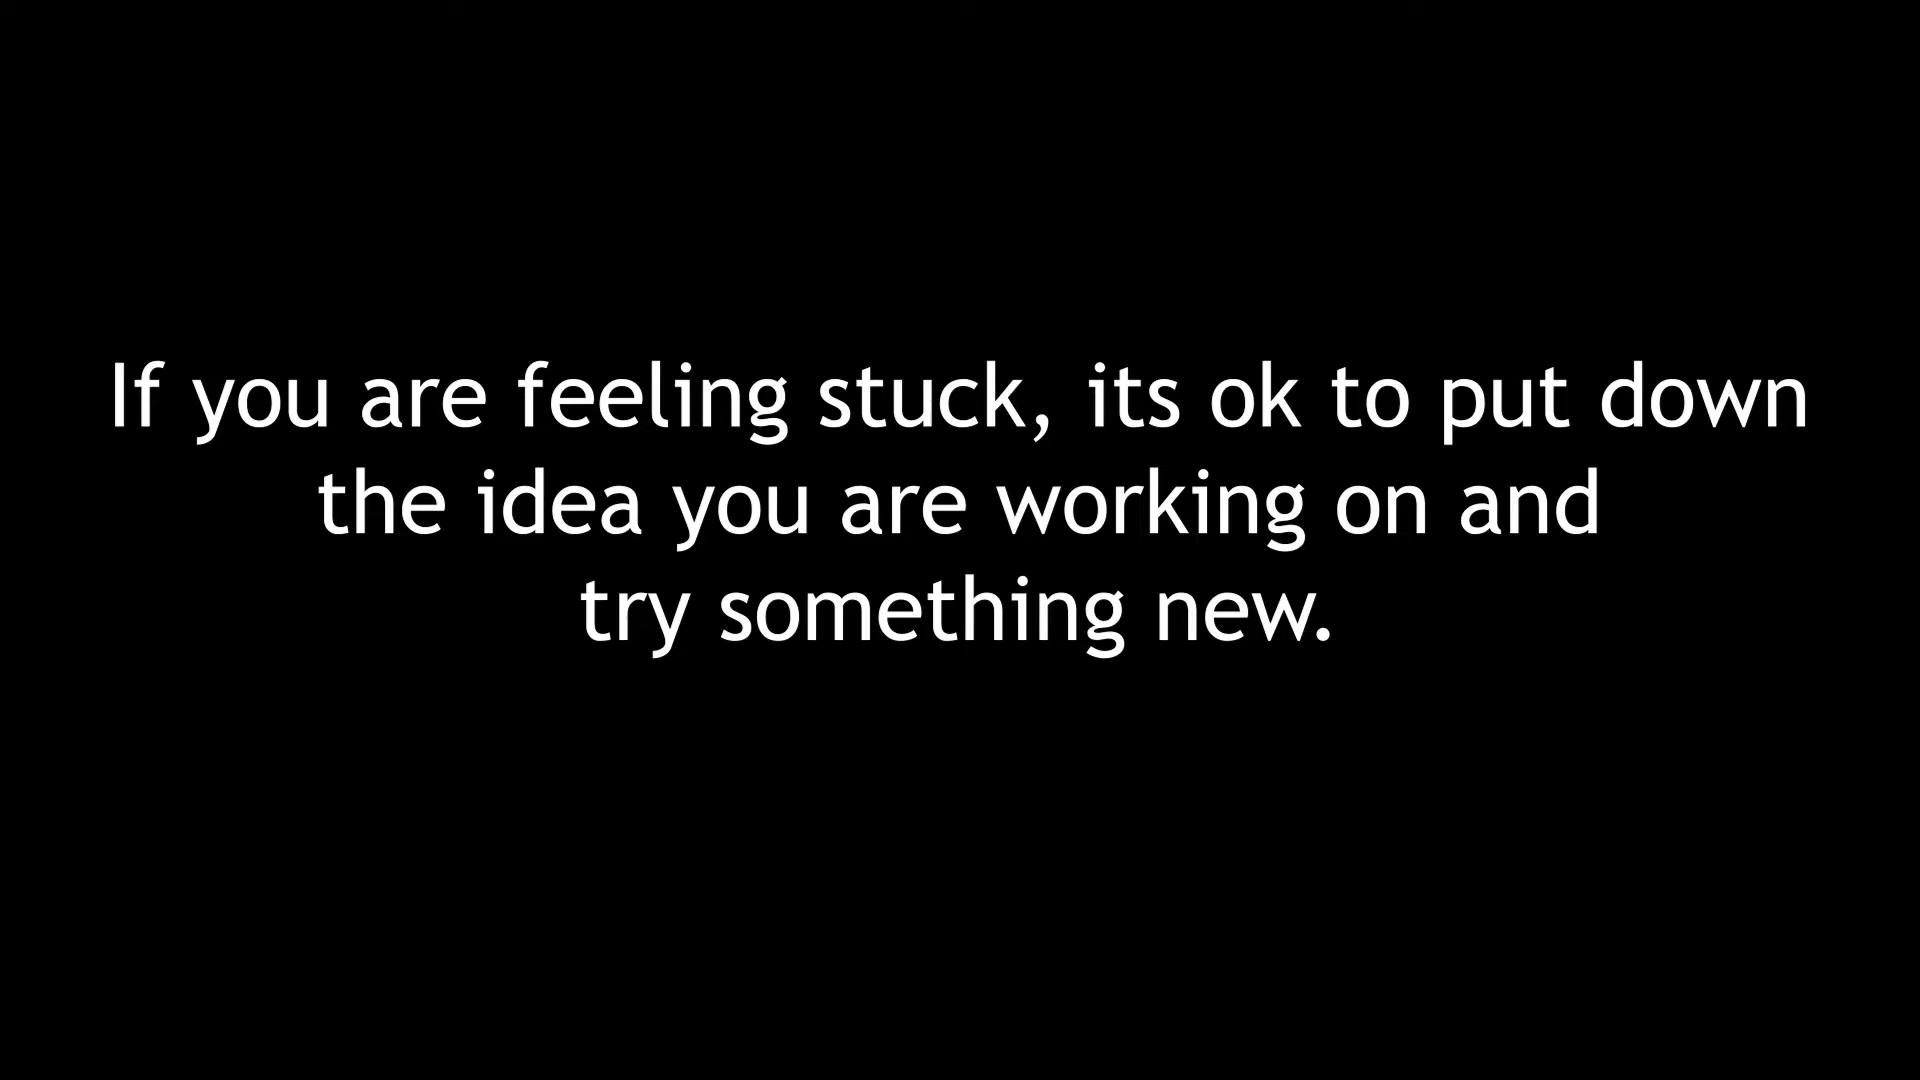 If you are feeling stuck, its ok to put down
the idea you are working on and
try something new.